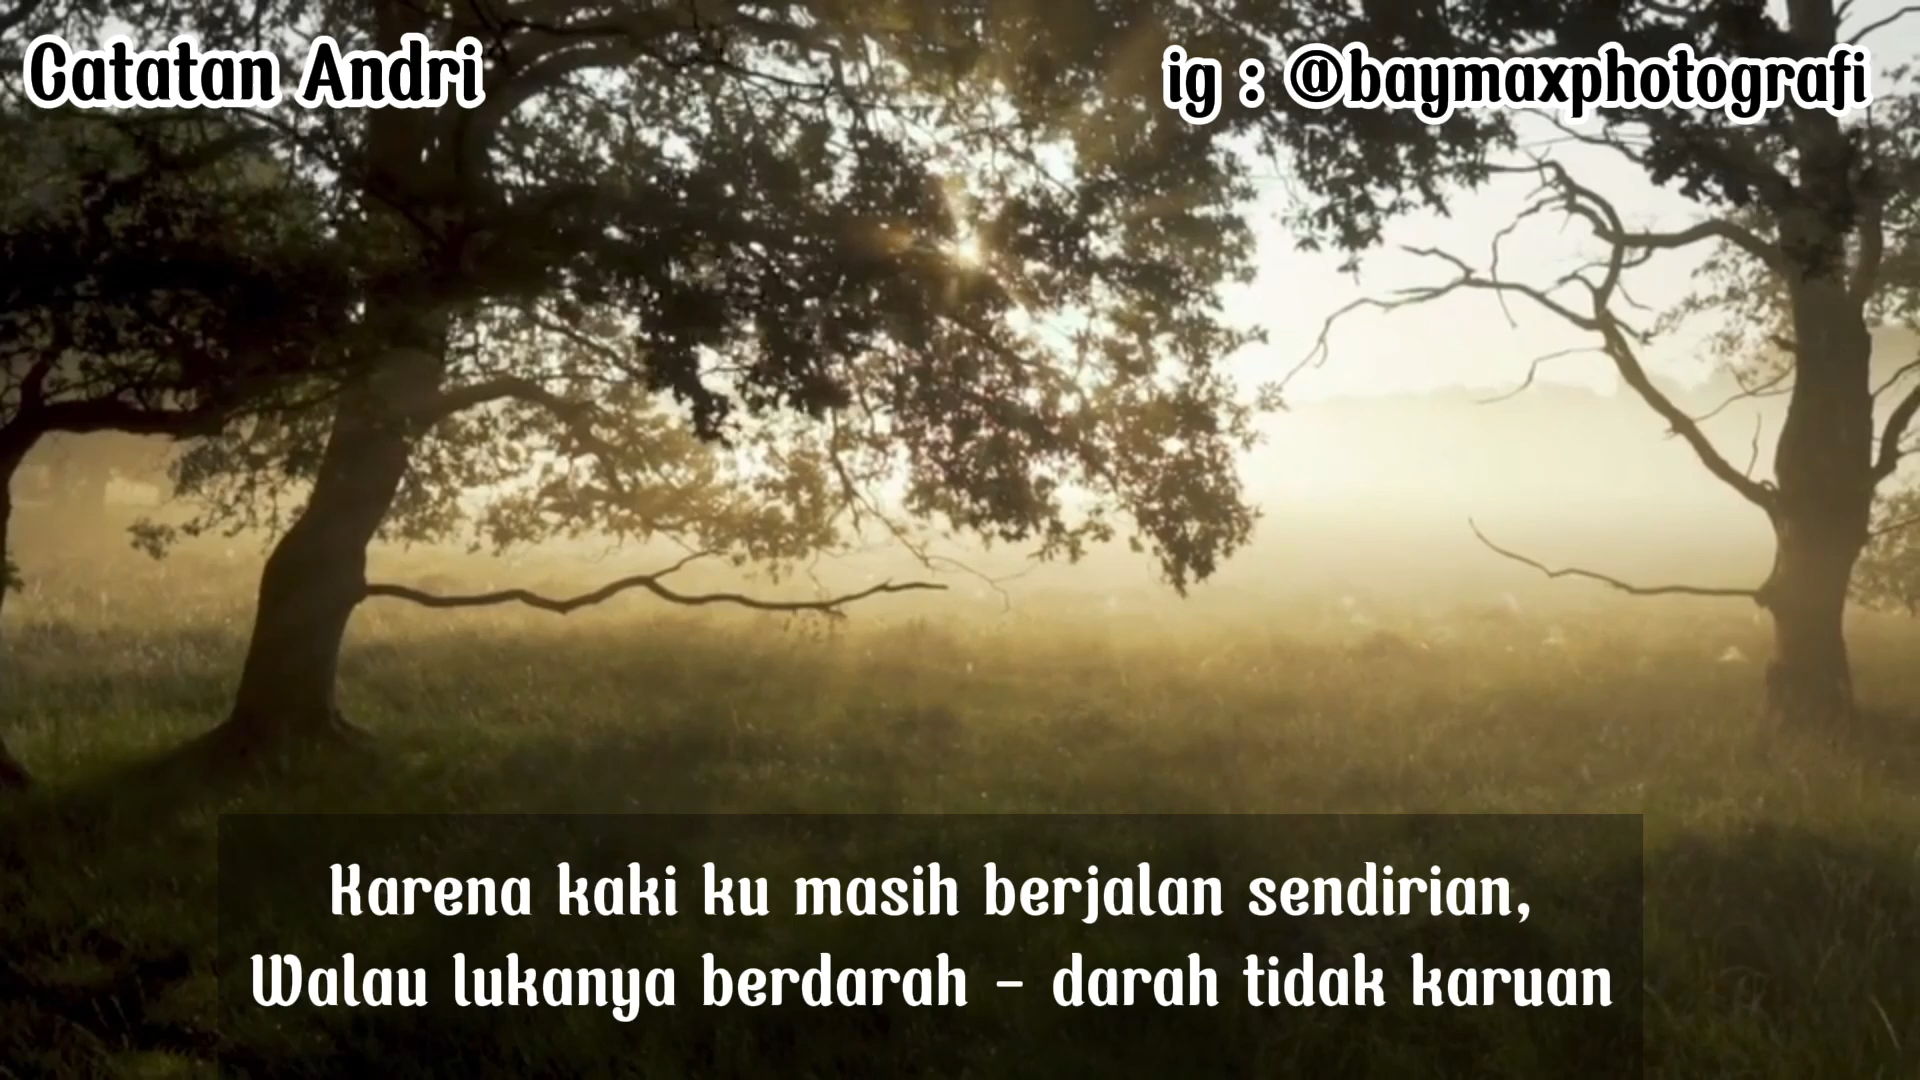 Catatan Andri
ig : @baymaxphotografi
Karena kaki ku masih berjalan sendirian,
Walau lukanya berdarah - darah tidak karuan